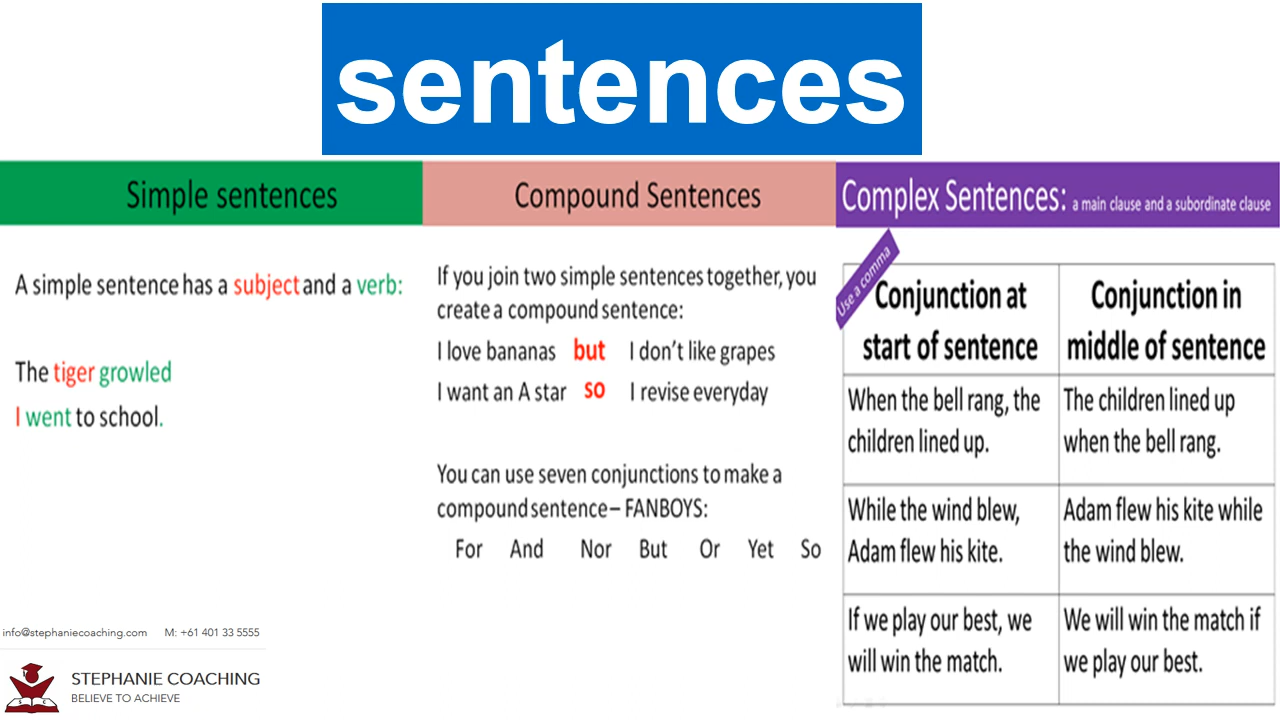 sentences
Simple sentences
A simple sentence has a subject and a verb:
The tiger growled
I went to school.
Compound Sentences
If you join two simple sentences together, you
create a compound sentence:
I love bananas but I don't like grapes
I want an A star so I revise everyday
You can use seven conjunctions to make a
compound sentence – FANBOYS:
For And Nor But Or Yet So
Complex Sentences: a main clause and a subordinate clause
Use a comma
Conjunction at
start of sentence
Conjunction in
middle of sentence
When the bell rang, the
children lined up.
The children lined up
when the bell rang.
While the wind blew,
Adam flew his kite.
Adam flew his kite while
the wind blew.
If we play our best, we
will win the match.
We will win the match if
we play our best.
info@stephaniecoaching.com M: +61 401 33 5555
S C
STEPHANIE COACHING
BELIEVE TO ACHIEVE